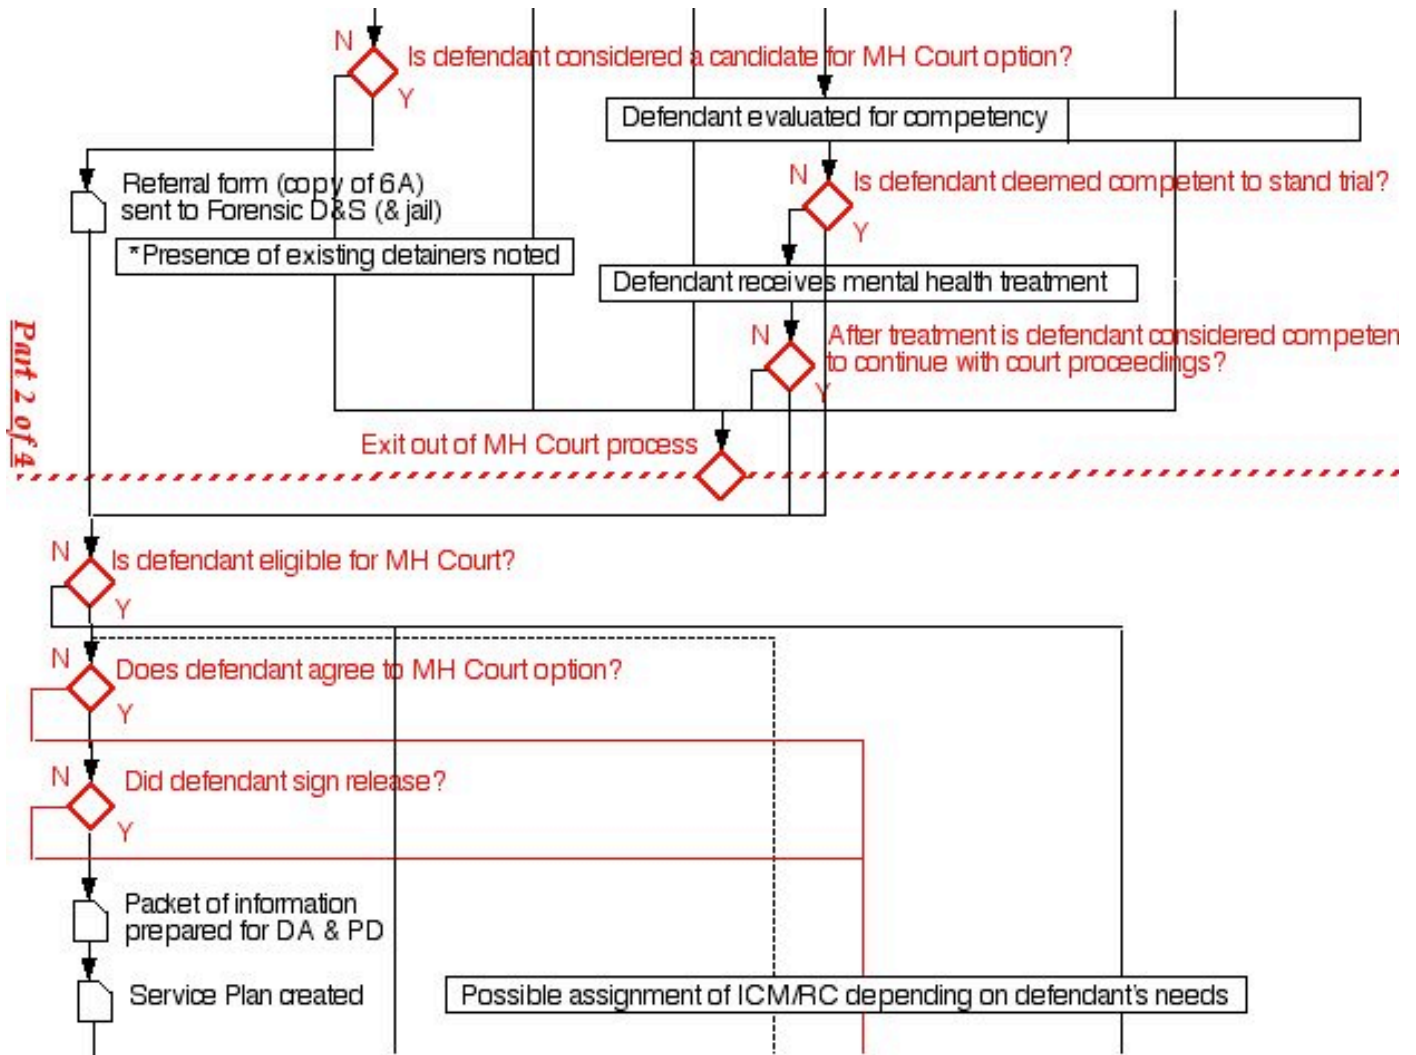 N
Is defendant considered a candidate for MH Court option?
Y
Defendant evaluated for competency
N
Is defendant deemed competent to stand trial?
Y
Referral form (copy of 6A)
sent to Forensic D&S (& jail)
*Presence of existing detainers noted
Defendant receives mental health treatment
N
After treatment is defendant considered competen
to continue with court proceedings?
Y
Part 2 of 4
Exit out of MH Court process
N
Is defendant eligible for MH Court?
Y
N
Does defendant agree to MH Court option?
Y
N
Did defendant sign release?
Y
Packet of information
prepared for DA & PD
Service Plan created
Possible assignment of ICM/RC depending on defendant's needs